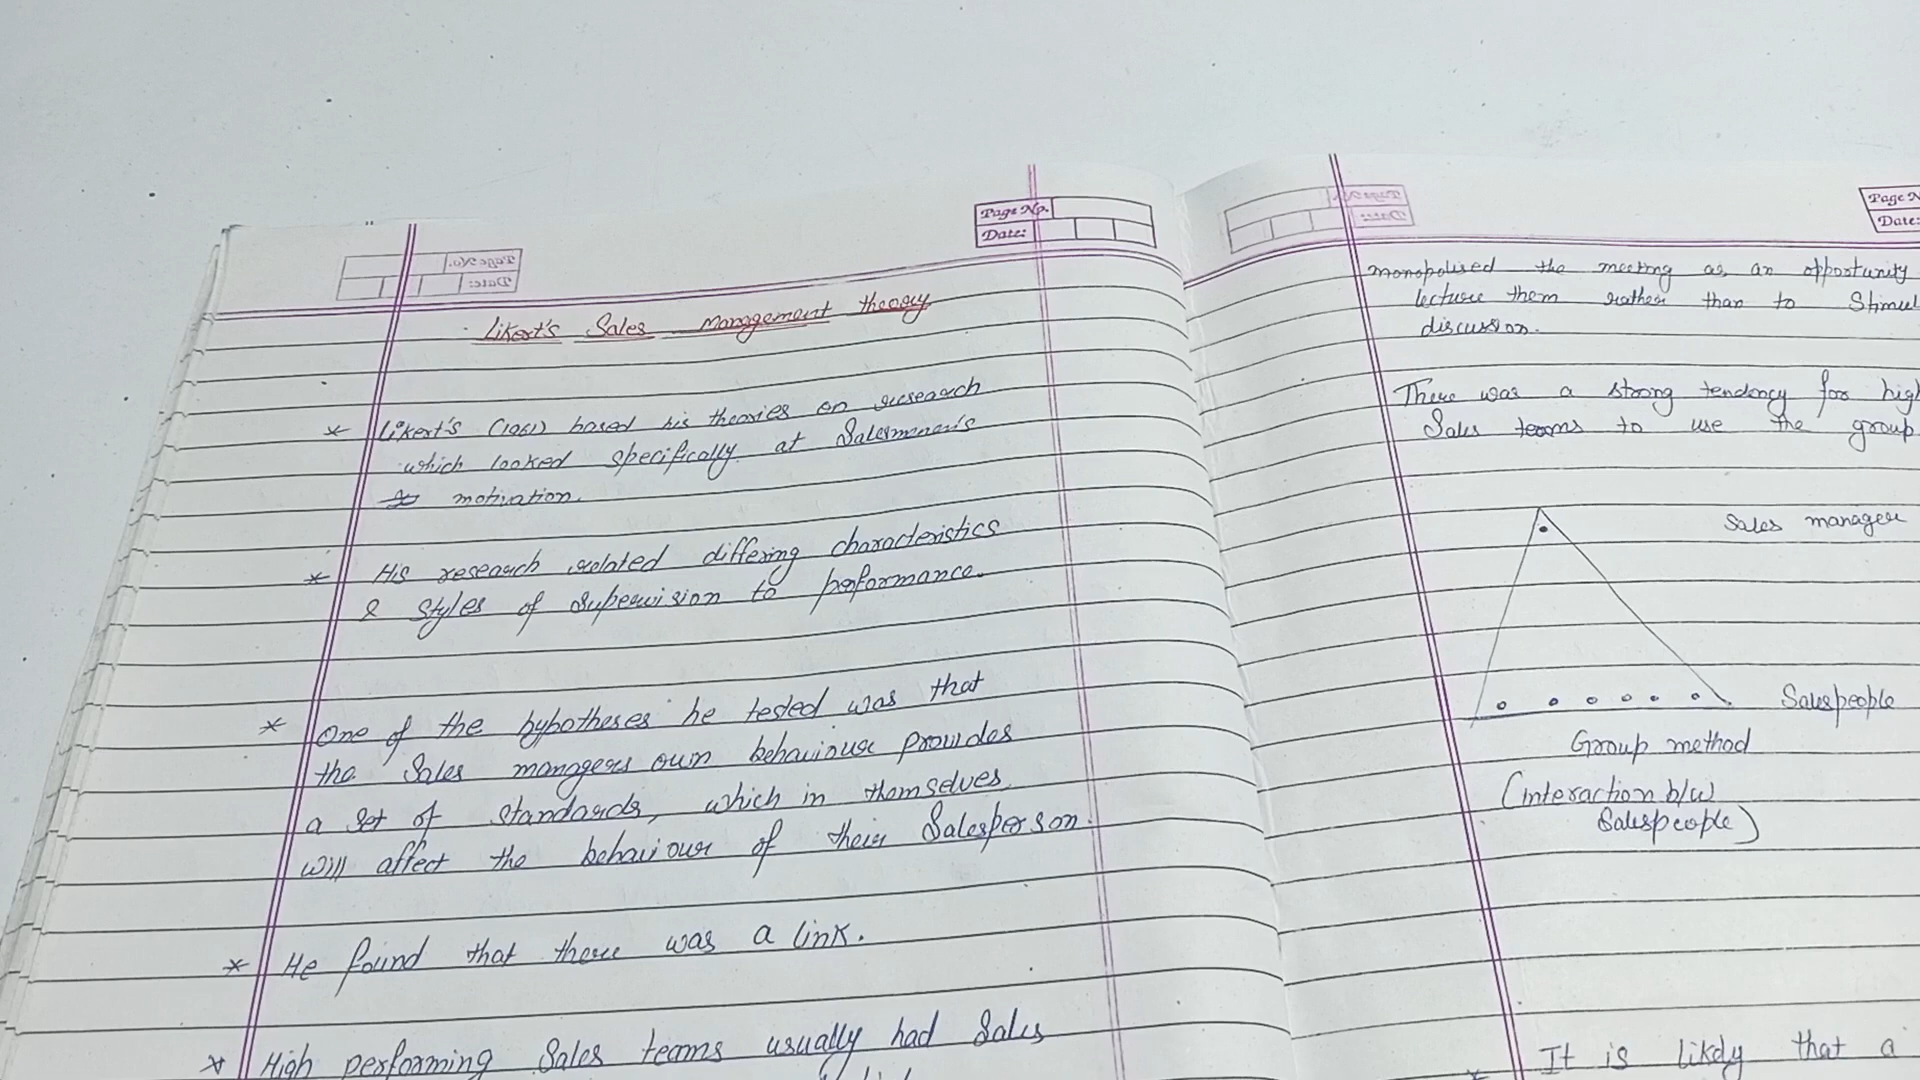 Page No.
Date:
Likert's Sales Management theory
* Likert's (1961) based his theories on research
which looked specifically at Salesmenen's
motivation.
* His research related differing characteristics
& styles of supervision to performance.
* One of the hypotheses he tested was that
the Sales managers own behaviour provides
a set of standards, which in themselves
will affect the behaviour of their Salesperson.
* He found that there was a link.
* High performing Sales teams usually had Sales
Page N
Date:
monopolised the meeting as an opportunity
lecture them rather than to Stimul
discussion.
There was a strong tendency for high
Sales teams to use the group
Sales manager
Salespeople
Group method
(interaction b/w
Salespeople)
* It is likely that a